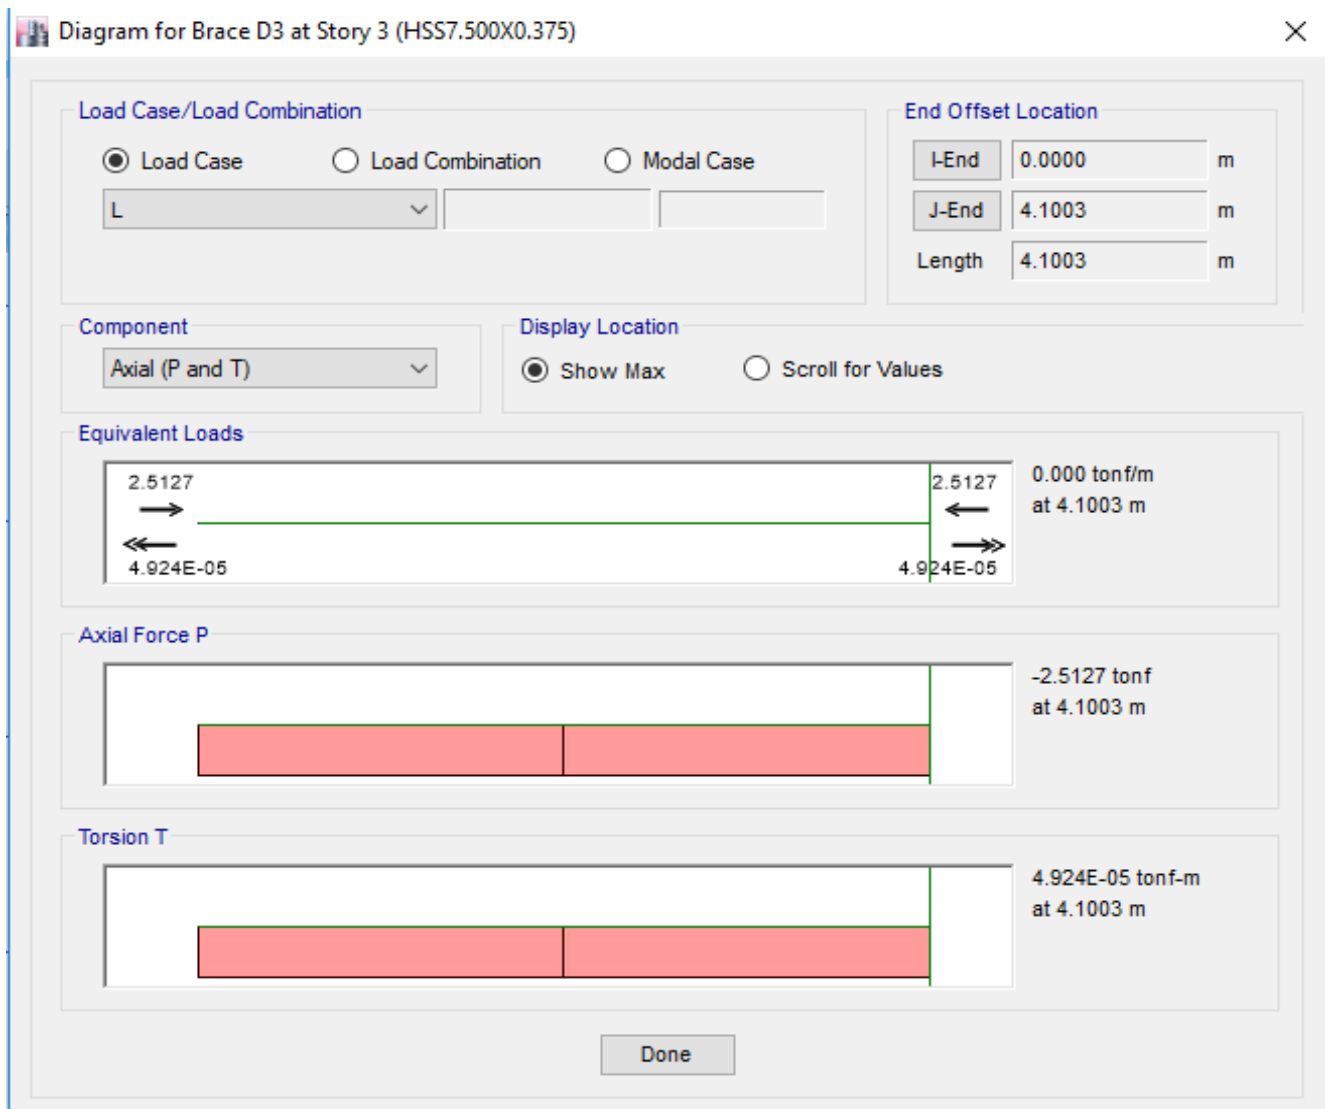 Diagram for Brace D3 at Story 3 (HSS7.500X0.375)
Load Case/Load Combination
Load Case Load Combination Modal Case
L
End Offset Location
I-End 0.0000 m
J-End 4.1003 m
Length 4.1003 m
Component
Axial (P and T)
Display Location
Show Max Scroll for Values
Equivalent Loads
2.5127 2.5127
4.924E-05 4.924E-05
0.000 tonf/m
at 4.1003 m
Axial Force P
-2.5127 tonf
at 4.1003 m
Torsion T
4.924E-05 tonf-m
at 4.1003 m
Done